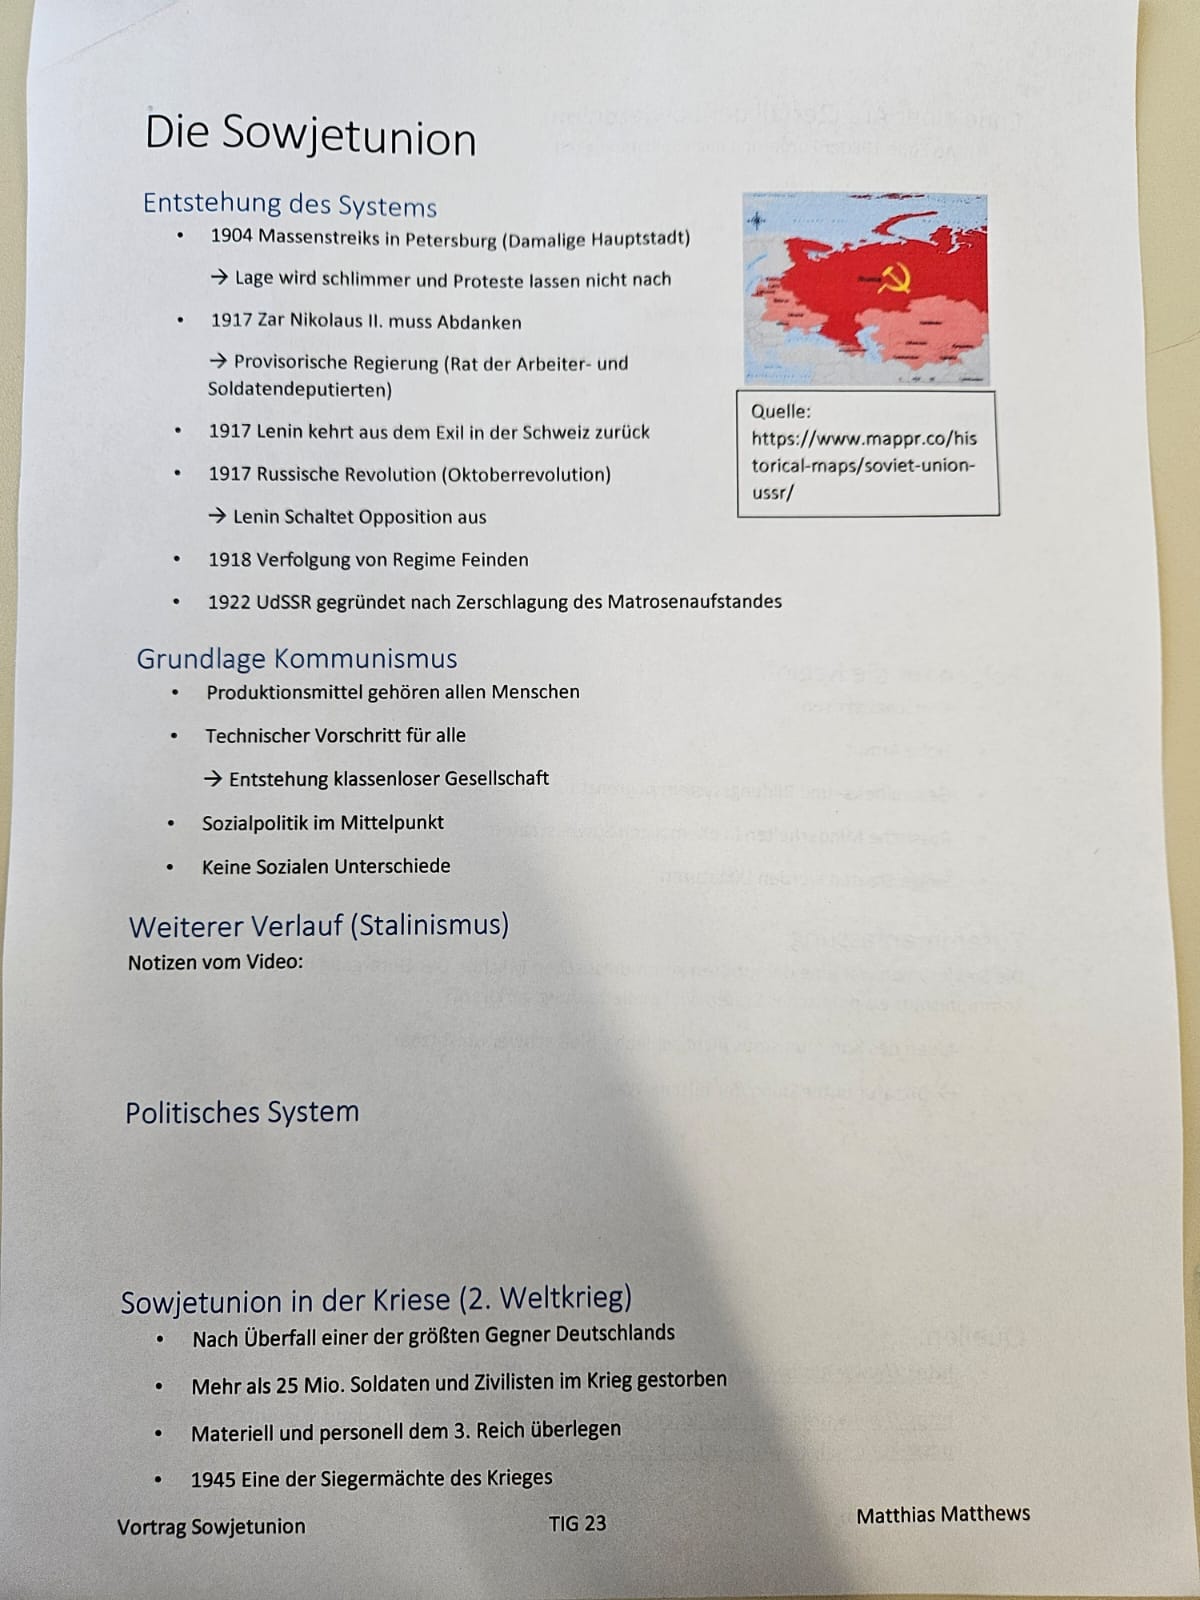 Die Sowjetunion
Entstehung des Systems
• 1904 Massenstreiks in Petersburg (Damalige Hauptstadt)
→ Lage wird schlimmer und Proteste lassen nicht nach
• 1917 Zar Nikolaus II. muss Abdanken
→ Provisorische Regierung (Rat der Arbeiter- und
Soldatendeputierten)
• 1917 Lenin kehrt aus dem Exil in der Schweiz zurück
• 1917 Russische Revolution (Oktoberrevolution)
→ Lenin Schaltet Opposition aus
• 1918 Verfolgung von Regime Feinden
• 1922 UdSSR gegründet nach Zerschlagung des Matrosenaufstandes
Quelle:
https://www.mappr.co/his
torical-maps/soviet-union-
ussr/
Grundlage Kommunismus
• Produktionsmittel gehören allen Menschen
• Technischer Vorschritt für alle
→ Entstehung klassenloser Gesellschaft
• Sozialpolitik im Mittelpunkt
• Keine Sozialen Unterschiede
Weiterer Verlauf (Stalinismus)
Notizen vom Video:
Politisches System
Sowjetunion in der Kriese (2. Weltkrieg)
• Nach Überfall einer der größten Gegner Deutschlands
• Mehr als 25 Mio. Soldaten und Zivilisten im Krieg gestorben
• Materiell und personell dem 3. Reich überlegen
• 1945 Eine der Siegermächte des Krieges
Vortrag Sowjetunion TIG 23 Matthias Matthews